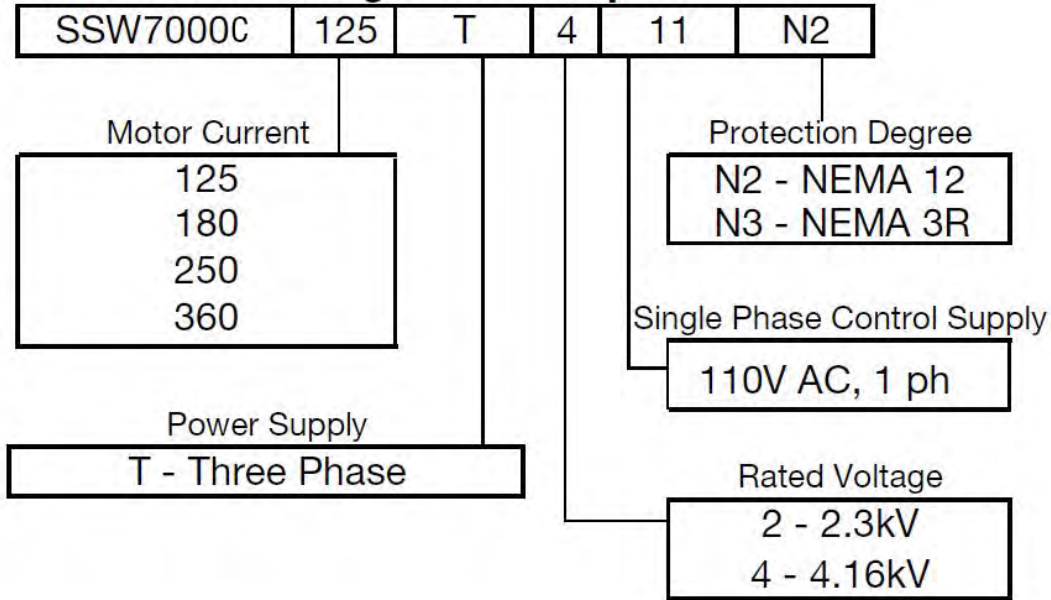 SSW7000C 125 T 4 11 N2
Motor Current
125
180
250
360
Power Supply
T - Three Phase
Protection Degree
N2 - NEMA 12
N3 - NEMA 3R
Single Phase Control Supply
110V AC, 1 ph
Rated Voltage
2 - 2.3kV
4 - 4.16kV